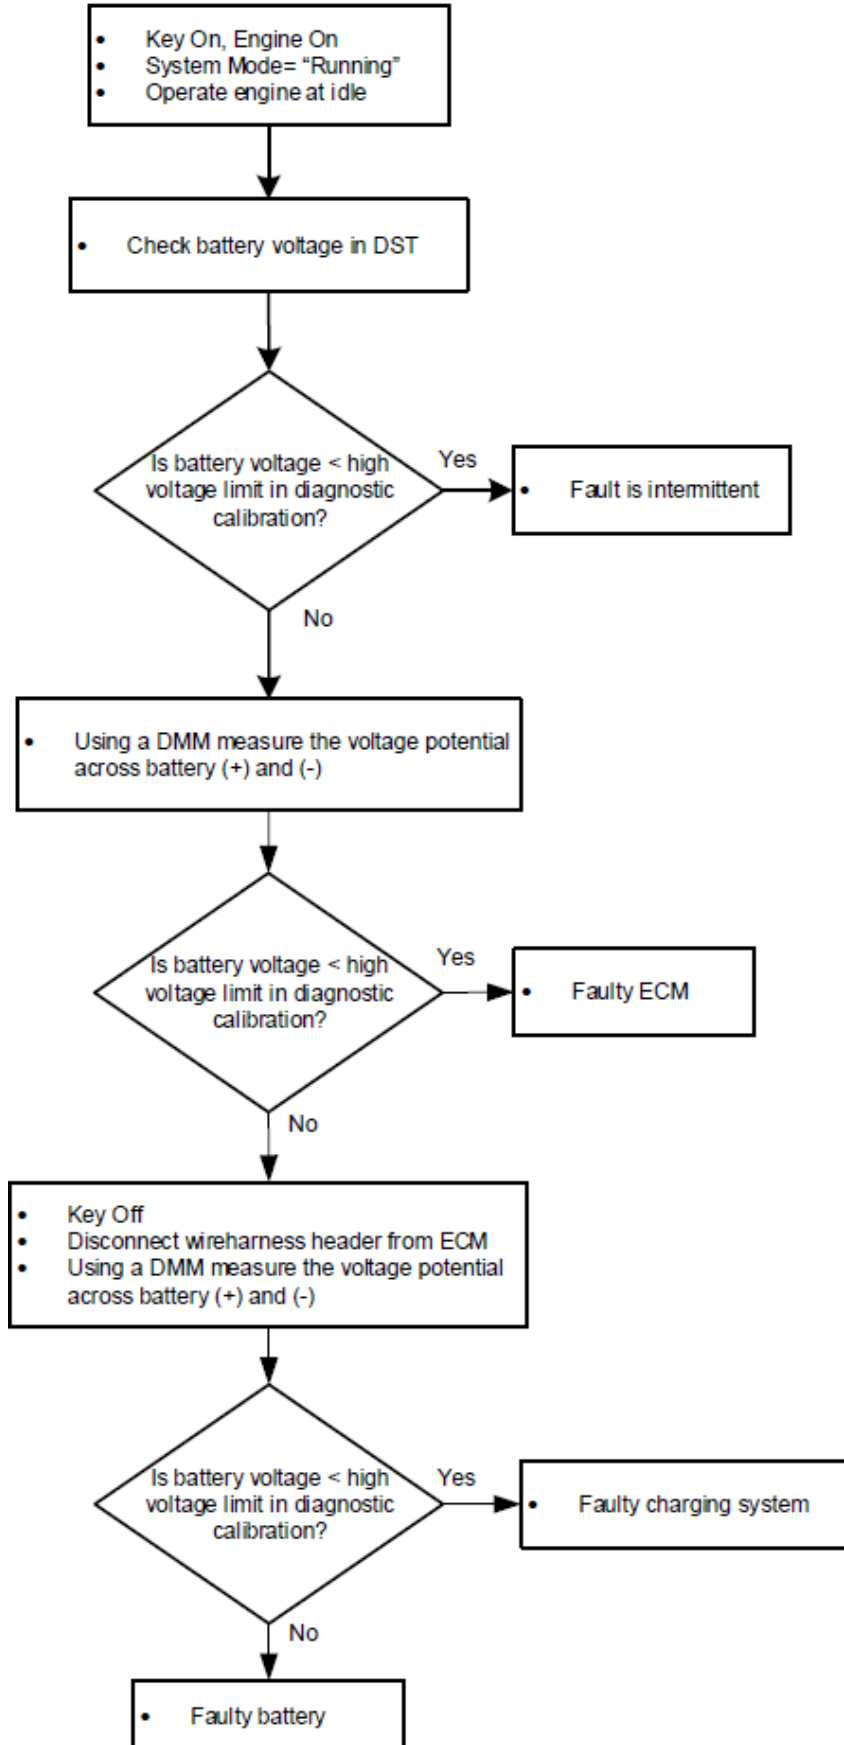 • Key On, Engine On
• System Mode= “Running”
• Operate engine at idle
• Check battery voltage in DST
Is battery voltage < high
voltage limit in diagnostic
calibration?
Yes
• Fault is intermittent
No
• Using a DMM measure the voltage potential
across battery (+) and (-)
Is battery voltage < high
voltage limit in diagnostic
calibration?
Yes
• Faulty ECM
No
• Key Off
• Disconnect wireharness header from ECM
• Using a DMM measure the voltage potential
across battery (+) and (-)
Is battery voltage < high
voltage limit in diagnostic
calibration?
Yes
• Faulty charging system
No
• Faulty battery